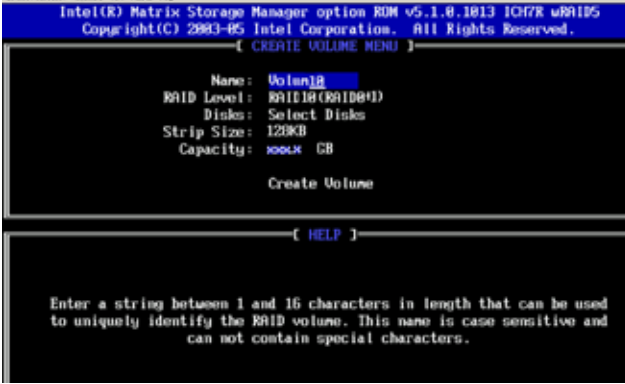 Intel(R) Matrix Storage Manager option ROM v5.1.0.1013 ICH7R wRAID5
Copyright(C) 2003-05 Intel Corporation. All Rights Reserved.
[ CREATE VOLUME MENU ]
Name: Volum10
RAID Level: RAID10(RAID0+1)
Disks: Select Disks
Strip Size: 128KB
Capacity: xxx.x GB
Create Volume
[ HELP ]
Enter a string between 1 and 16 characters in length that can be used
to uniquely identify the RAID volume. This name is case sensitive and
can not contain special characters.